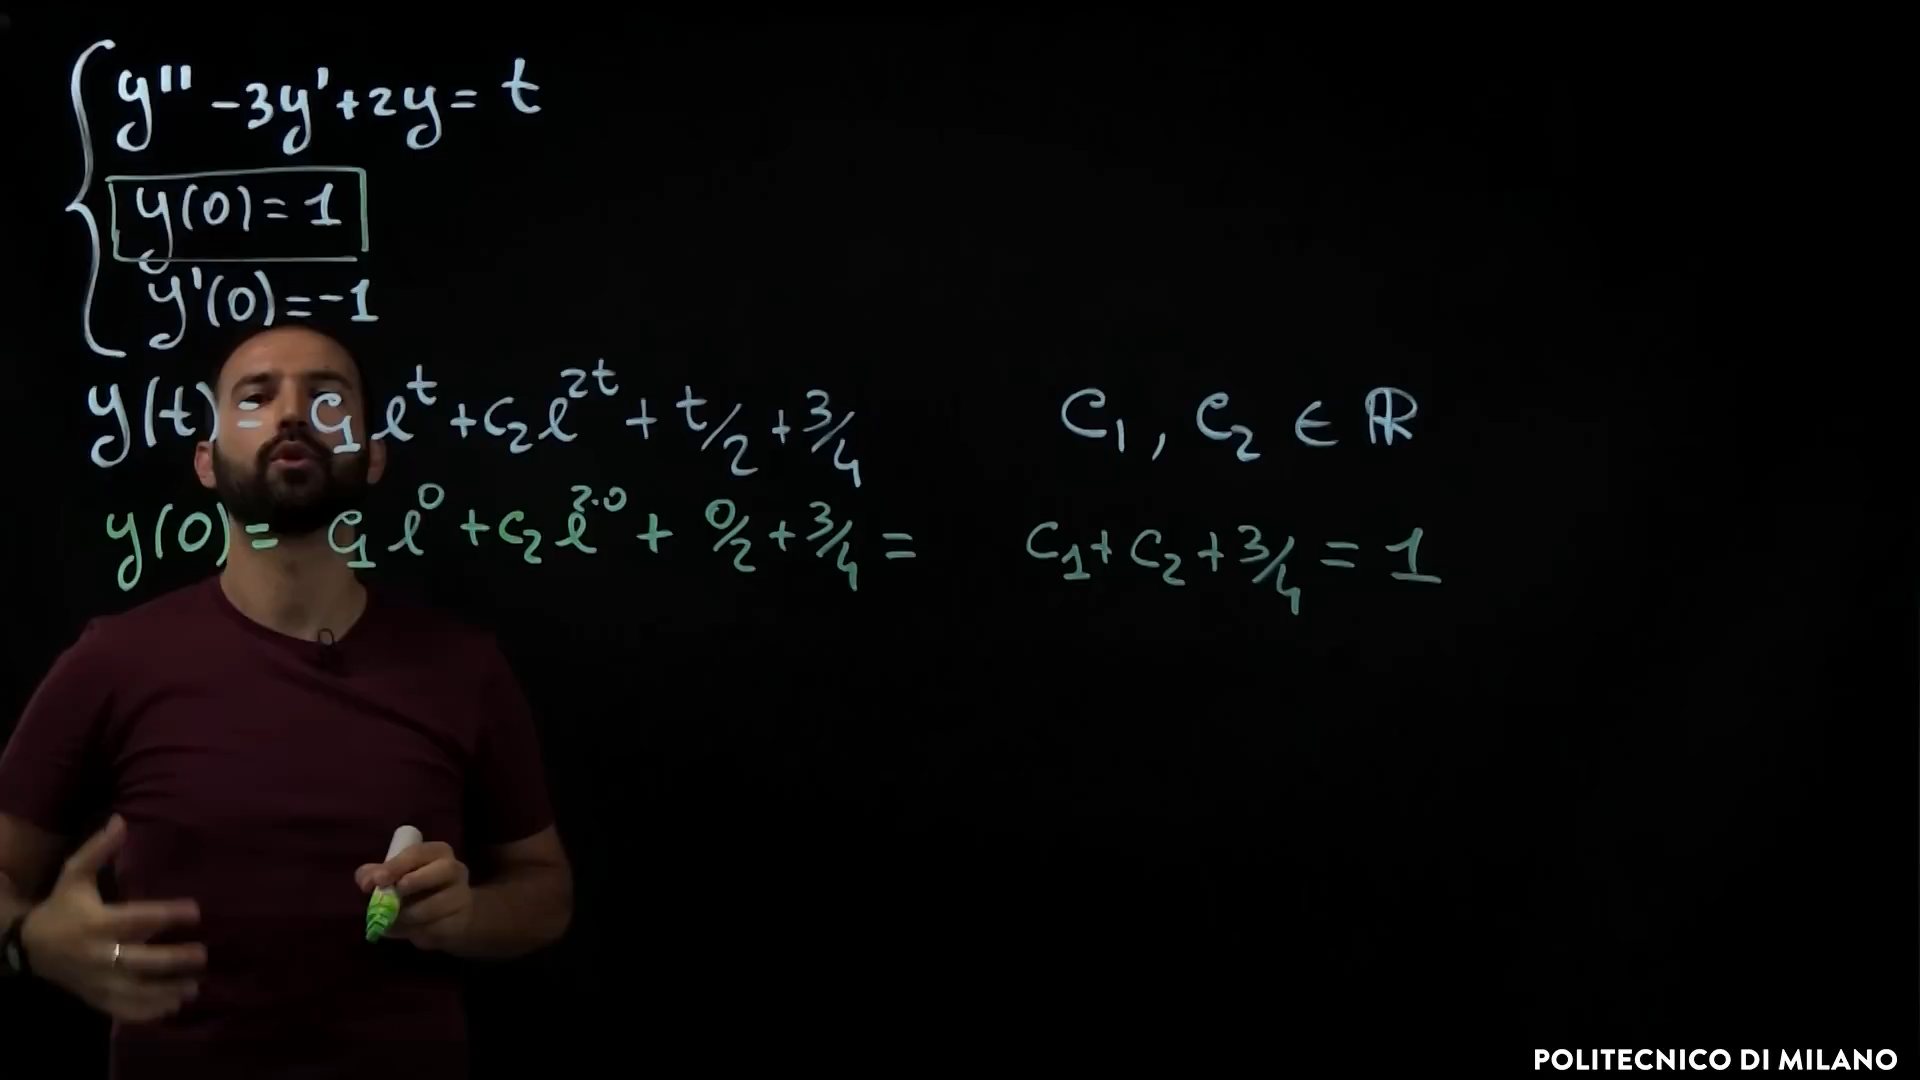 y'' -3y' +2y = t
y(0) = 1
y'(0) = -1
y(t) = C₁ e^t + C₂ e^2t + t/2 + 3/4 C₁, C₂ ∈ ℝ
y(0) = C₁ e^0 + C₂ e^2·0 + 0/2 + 3/4 = C₁ + C₂ + 3/4 = 1
POLITECNICO DI MILANO